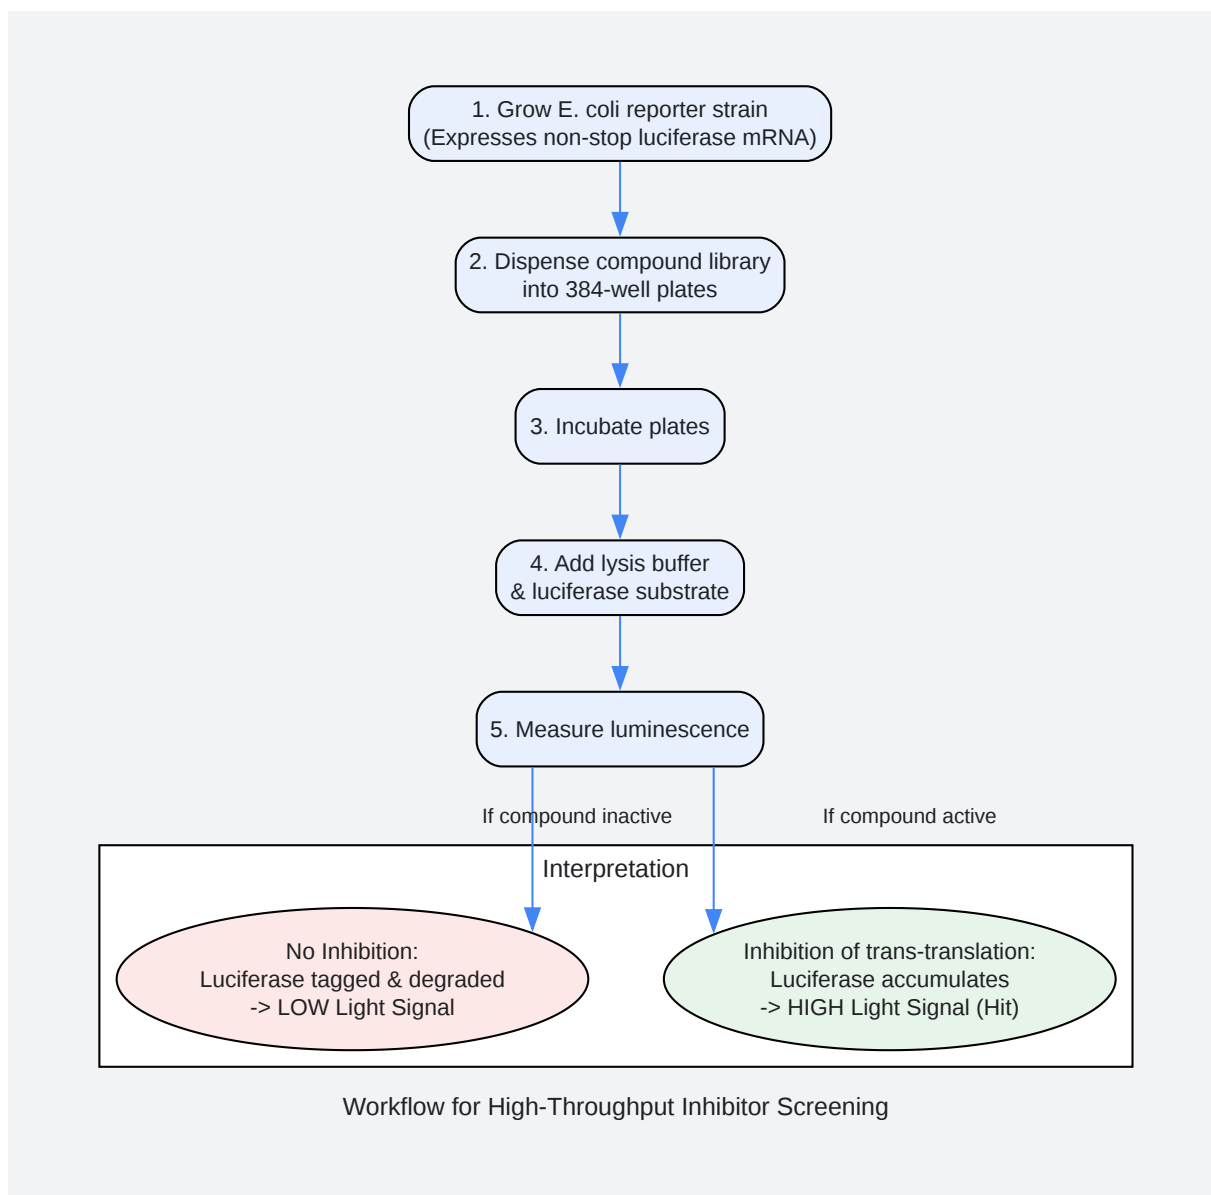 1. Grow E. coli reporter strain
(Expresses non-stop luciferase mRNA)
2. Dispense compound library
into 384-well plates
3. Incubate plates
4. Add lysis buffer
& luciferase substrate
5. Measure luminescence
If compound inactive
If compound active
Interpretation
No Inhibition:
Luciferase tagged & degraded
-> LOW Light Signal
Inhibition of trans-translation:
Luciferase accumulates
-> HIGH Light Signal (Hit)
Workflow for High-Throughput Inhibitor Screening